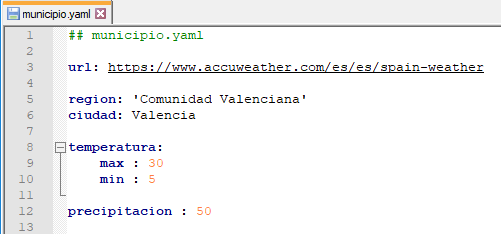 municipio.yaml
1 ## municipio.yaml
2
3 url: https://www.accuweather.com/es/es/spain-weather
4
5 region: 'Comunidad Valenciana'
6 ciudad: Valencia
7
8 temperatura:
9 max : 30
10 min : 5
11
12 precipitacion : 50
13